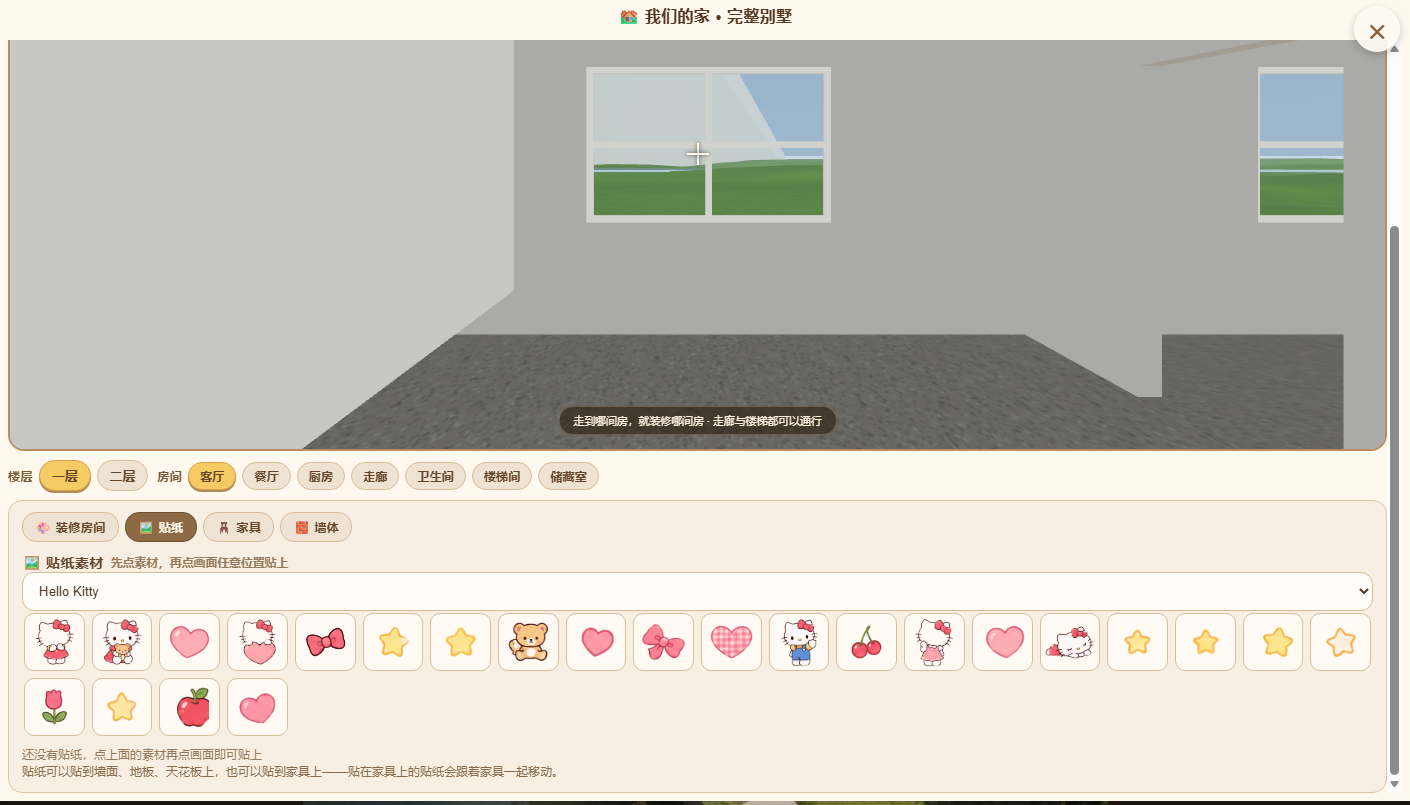 我们的家 • 完整别墅
走到哪间房，就装修哪间房 · 走廊与楼梯都可以通行
楼层 一层 二层 房间 客厅 餐厅 厨房 走廊 卫生间 楼梯间 储藏室
装修房间 贴纸 家具 墙体
贴纸素材 先点素材，再点画面任意位置贴上
Hello Kitty
还没有贴纸，点上面的素材再点画面即可贴上
贴纸可以贴到墙面、地板、天花板上，也可以贴到家具上——贴在家具上的贴纸会跟着家具一起移动。